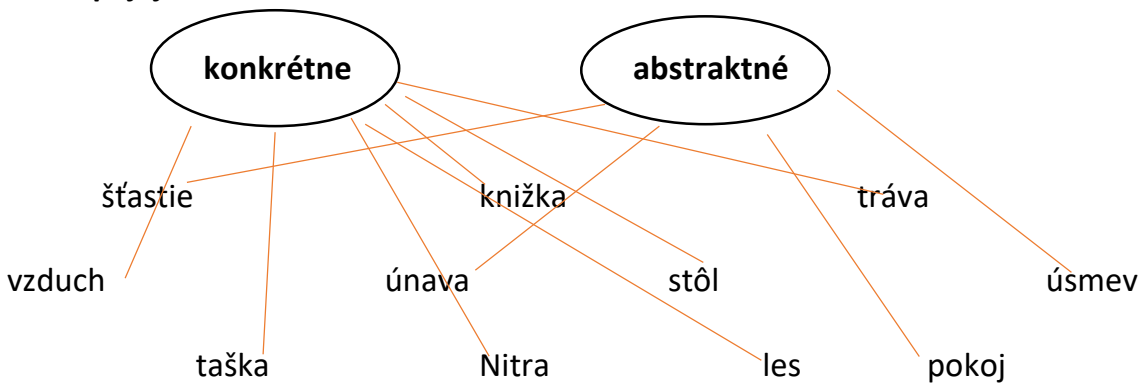 konkrétne abstraktné
šťastie knižka tráva
vzduch únava stôl úsmev
taška Nitra les pokoj